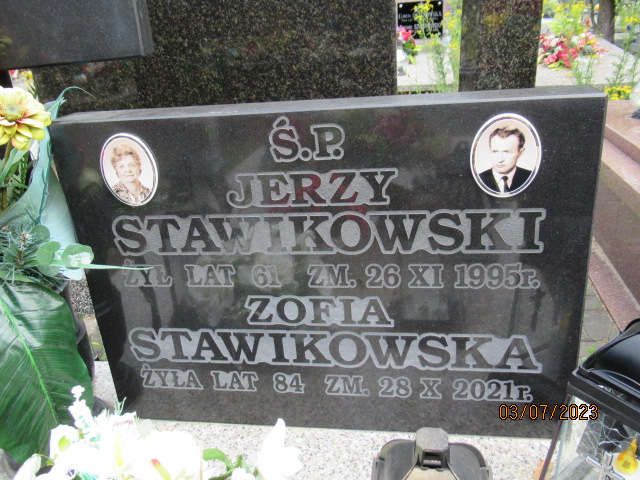 Ś.P.
JERZY
STAWIKOWSKI
ŻYŁ LAT 61 ZM. 26 XI 1995r.
ZOFIA
STAWIKOWSKA
ŻYŁA LAT 84 ZM. 28 X 2021r.
03/07/2023